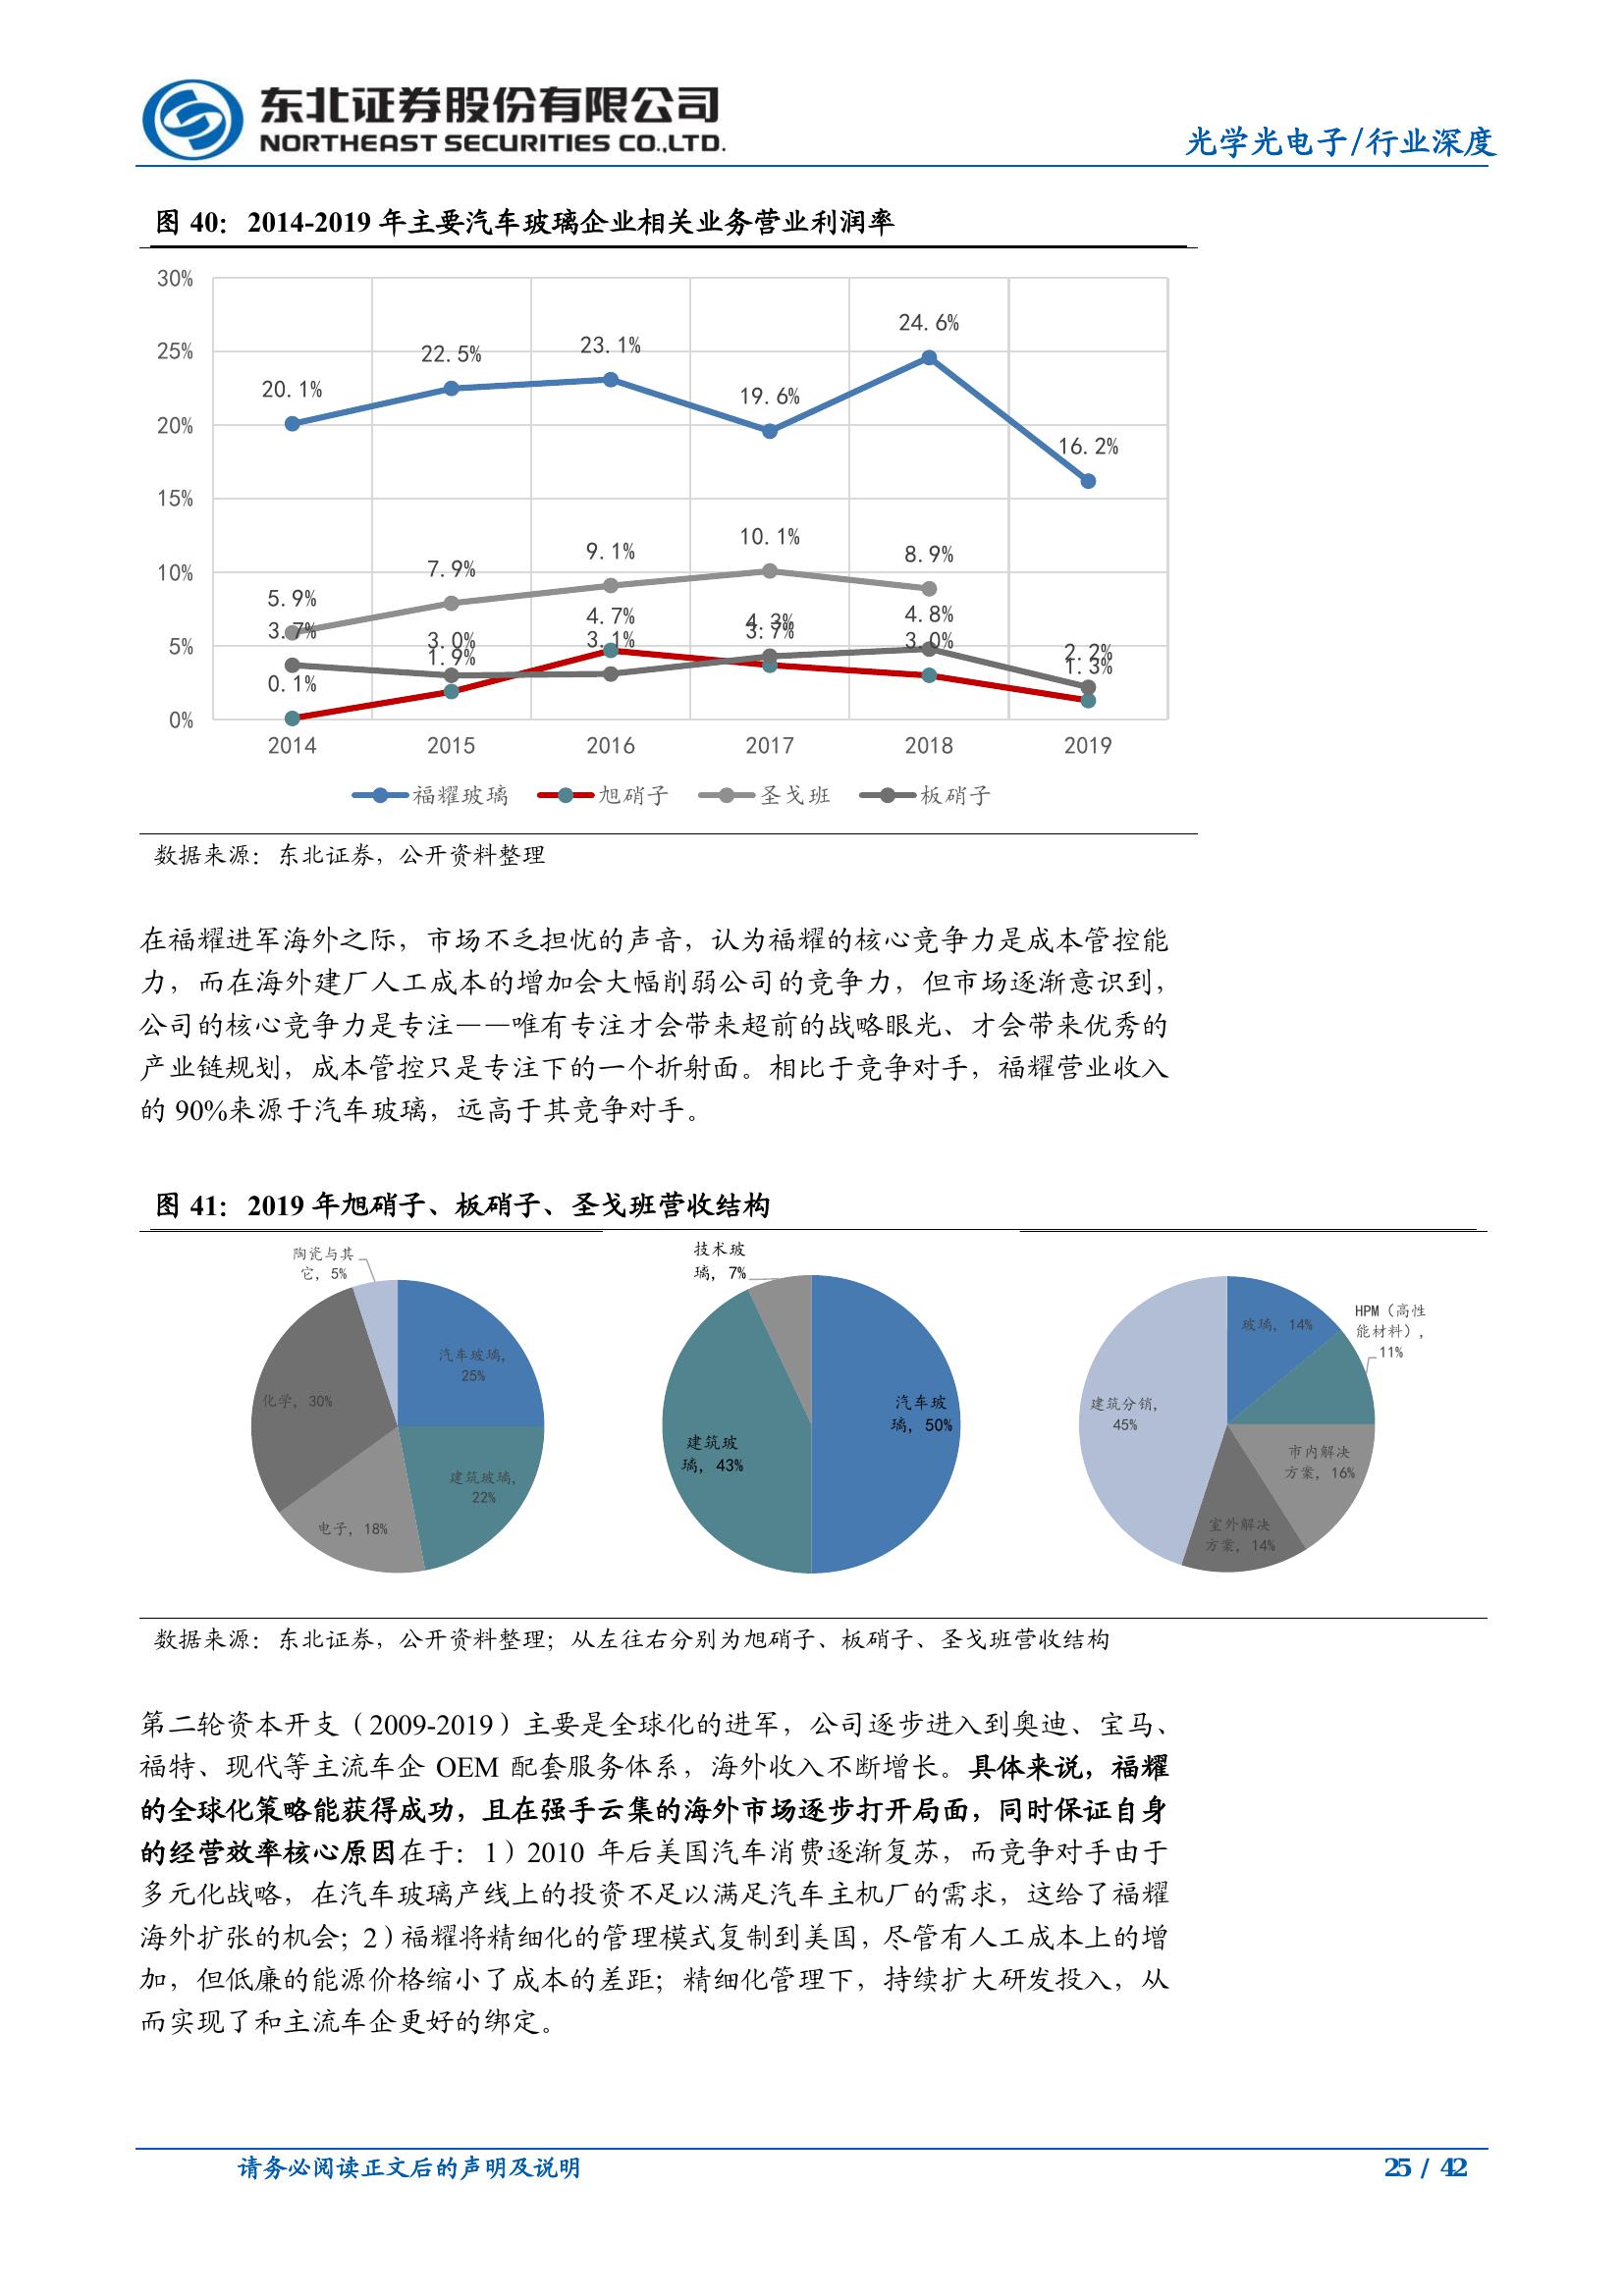 东北证券股份有限公司
NORTHEAST SECURITIES CO.,LTD.
光学光电子/行业深度
图 40：2014-2019 年主要汽车玻璃企业相关业务营业利润率
30%
25%
20%
15%
10%
5%
0%
20.1%
22.5%
23.1%
19.6%
24.6%
16.2%
5.9%
7.9%
9.1%
10.1%
8.9%
3.7%
3.0%
3.1%
4.3%
4.8%
2.2%
0.1%
1.9%
4.7%
3.7%
3.0%
1.3%
2014
2015
2016
2017
2018
2019
福耀玻璃
旭硝子
圣戈班
板硝子
数据来源：东北证券，公开资料整理
在福耀进军海外之际，市场不乏担忧的声音，认为福耀的核心竞争力是成本管控能
力，而在海外建厂人工成本的增加会大幅削弱公司的竞争力，但市场逐渐意识到，
公司的核心竞争力是专注——唯有专注才会带来超前的战略眼光、才会带来优秀的
产业链规划，成本管控只是专注下的一个折射面。相比于竞争对手，福耀营业收入
的 90%来源于汽车玻璃，远高于其竞争对手。
图 41：2019 年旭硝子、板硝子、圣戈班营收结构
陶瓷与其
它，5%
汽车玻璃，
25%
化学，30%
建筑玻璃，
22%
电子，18%
技术玻
璃，7%
汽车玻
璃，50%
建筑玻
璃，43%
玻璃，14%
HPM（高性
能材料），
11%
建筑分销，
45%
市内解决
方案，16%
室外解决
方案，14%
数据来源：东北证券，公开资料整理；从左往右分别为旭硝子、板硝子、圣戈班营收结构
第二轮资本开支（2009-2019）主要是全球化的进军，公司逐步进入到奥迪、宝马、
福特、现代等主流车企 OEM 配套服务体系，海外收入不断增长。具体来说，福耀
的全球化策略能获得成功，且在强手云集的海外市场逐步打开局面，同时保证自身
的经营效率核心原因在于：1）2010 年后美国汽车消费逐渐复苏，而竞争对手由于
多元化战略，在汽车玻璃产线上的投资不足以满足汽车主机厂的需求，这给了福耀
海外扩张的机会；2）福耀将精细化的管理模式复制到美国，尽管有人工成本上的增
加，但低廉的能源价格缩小了成本的差距；精细化管理下，持续扩大研发投入，从
而实现了和主流车企更好的绑定。
请务必阅读正文后的声明及说明
25 / 42